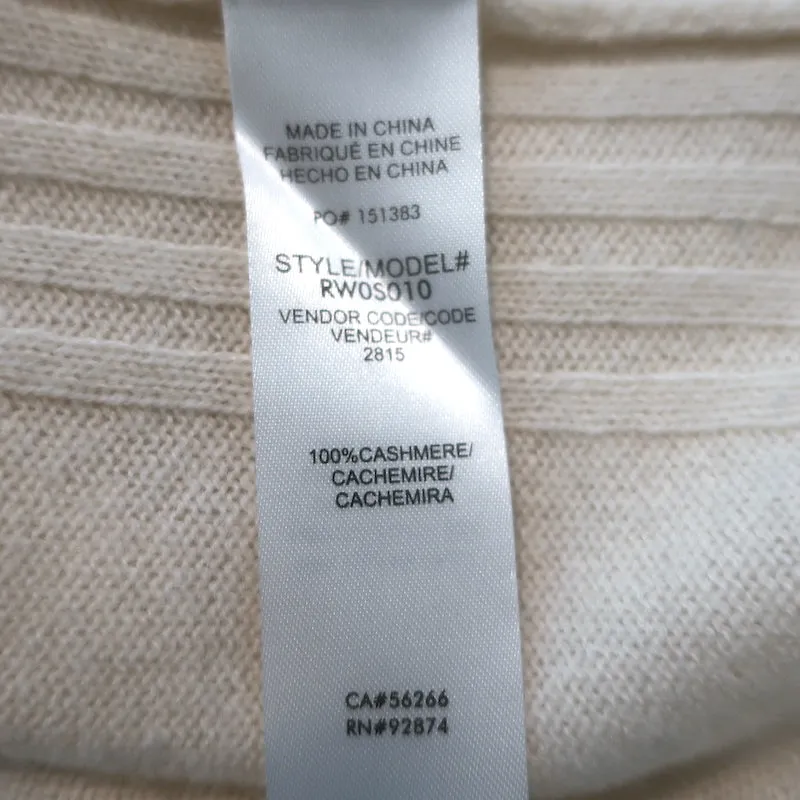 MADE IN CHINA
FABRIQUÉ EN CHINE
HECHO EN CHINA
PO# 151383
STYLE/MODEL#
RW0S010
VENDOR CODE/CODE
VENDEUR#
2815
100%CASHMERE/
CACHEMIRE/
CACHEMIRA
CA#56266
RN#92874